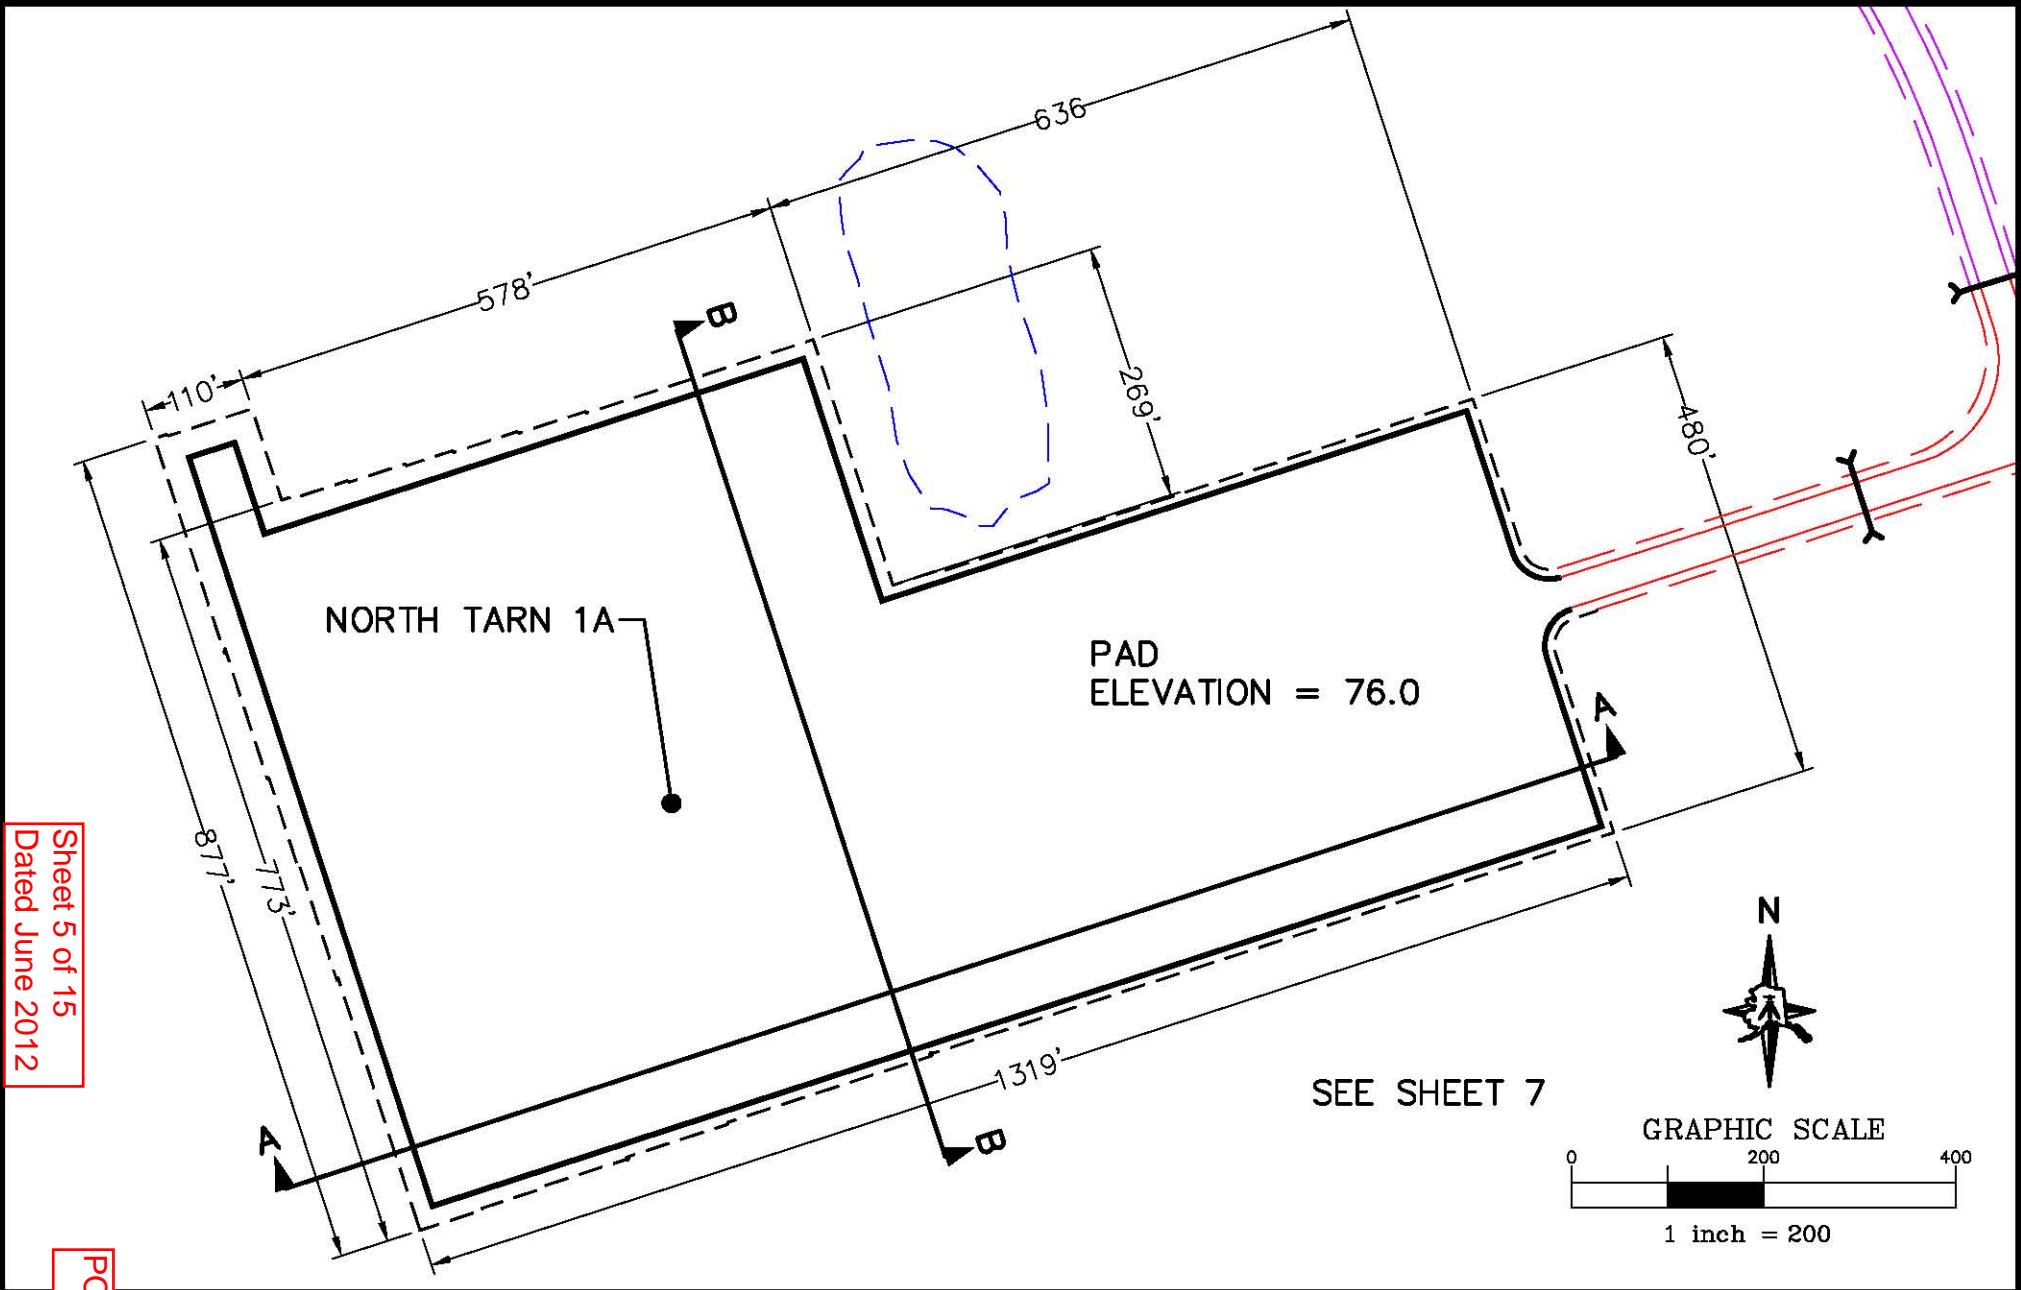 636
578'
B
110'
269'
480'
NORTH TARN 1A
PAD
ELEVATION = 76.0
A
877'
773'
Sheet 5 of 15
Dated June 2012
N
1319'
SEE SHEET 7
A
B
GRAPHIC SCALE
0 200 400
1 inch = 200